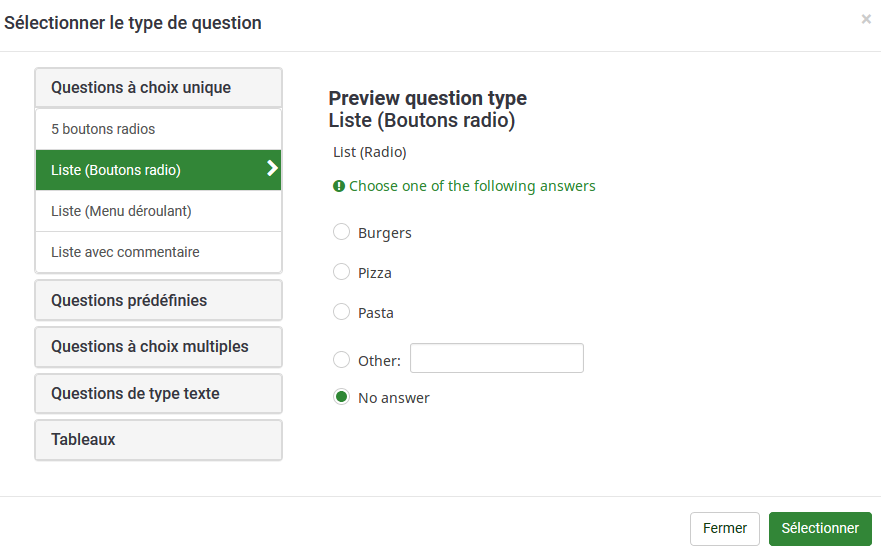 Sélectionner le type de question
×
Questions à choix unique
5 boutons radios
Liste (Boutons radio)
Liste (Menu déroulant)
Liste avec commentaire
Questions prédéfinies
Questions à choix multiples
Questions de type texte
Tableaux
Preview question type
Liste (Boutons radio)
List (Radio)
Choose one of the following answers
Burgers
Pizza
Pasta
Other:
No answer
Fermer
Sélectionner